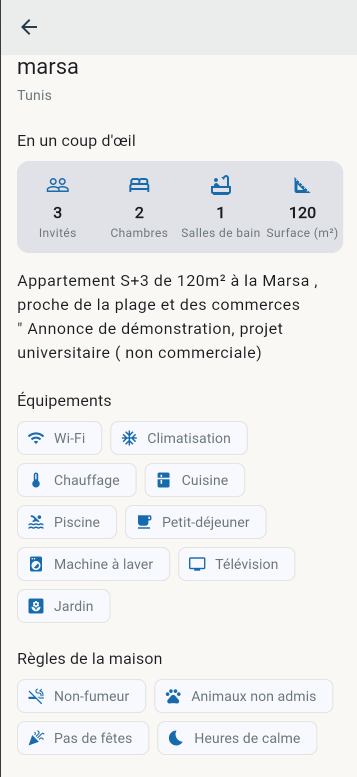 marsa
Tunis
En un coup d'œil
3 2 1 120
Invités Chambres Salles de bain Surface (m²)
Appartement S+3 de 120m² à la Marsa ,
proche de la plage et des commerces
" Annonce de démonstration, projet
universitaire ( non commerciale)
Équipements
Wi-Fi Climatisation
Chauffage Cuisine
Piscine Petit-déjeuner
Machine à laver Télévision
Jardin
Règles de la maison
Non-fumeur Animaux non admis
Pas de fêtes Heures de calme